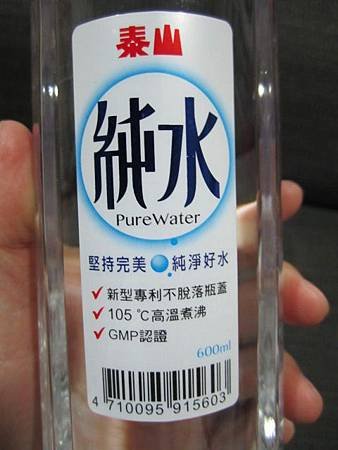 泰山
純水
PureWater
堅持完美 純淨好水
✓ 新型專利不脫落瓶蓋
✓ 105 ℃高溫煮沸
✓ GMP認證
600ml
4 710095 915603